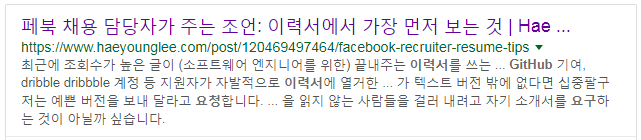 페북 채용 담당자가 주는 조언: 이력서에서 가장 먼저 보는 것 | Hae ...
https://www.haeyounglee.com/post/120469497464/facebook-recruiter-resume-tips
최근에 조회수가 높은 글이 (소프트웨어 엔지니어를 위한) 끝내주는 이력서를 쓰는 ... GitHub 기여,
dribble dribbble 계정 등 지원자가 자발적으로 이력서에 열거한 ... 가 텍스트 버전 밖에 없다면 십중팔구
저는 예쁜 버전을 보내 달라고 요청합니다. ... 을 읽지 않는 사람들을 걸러 내려고 자기 소개서를 요구하
는 것이 아닐까 싶습니다.